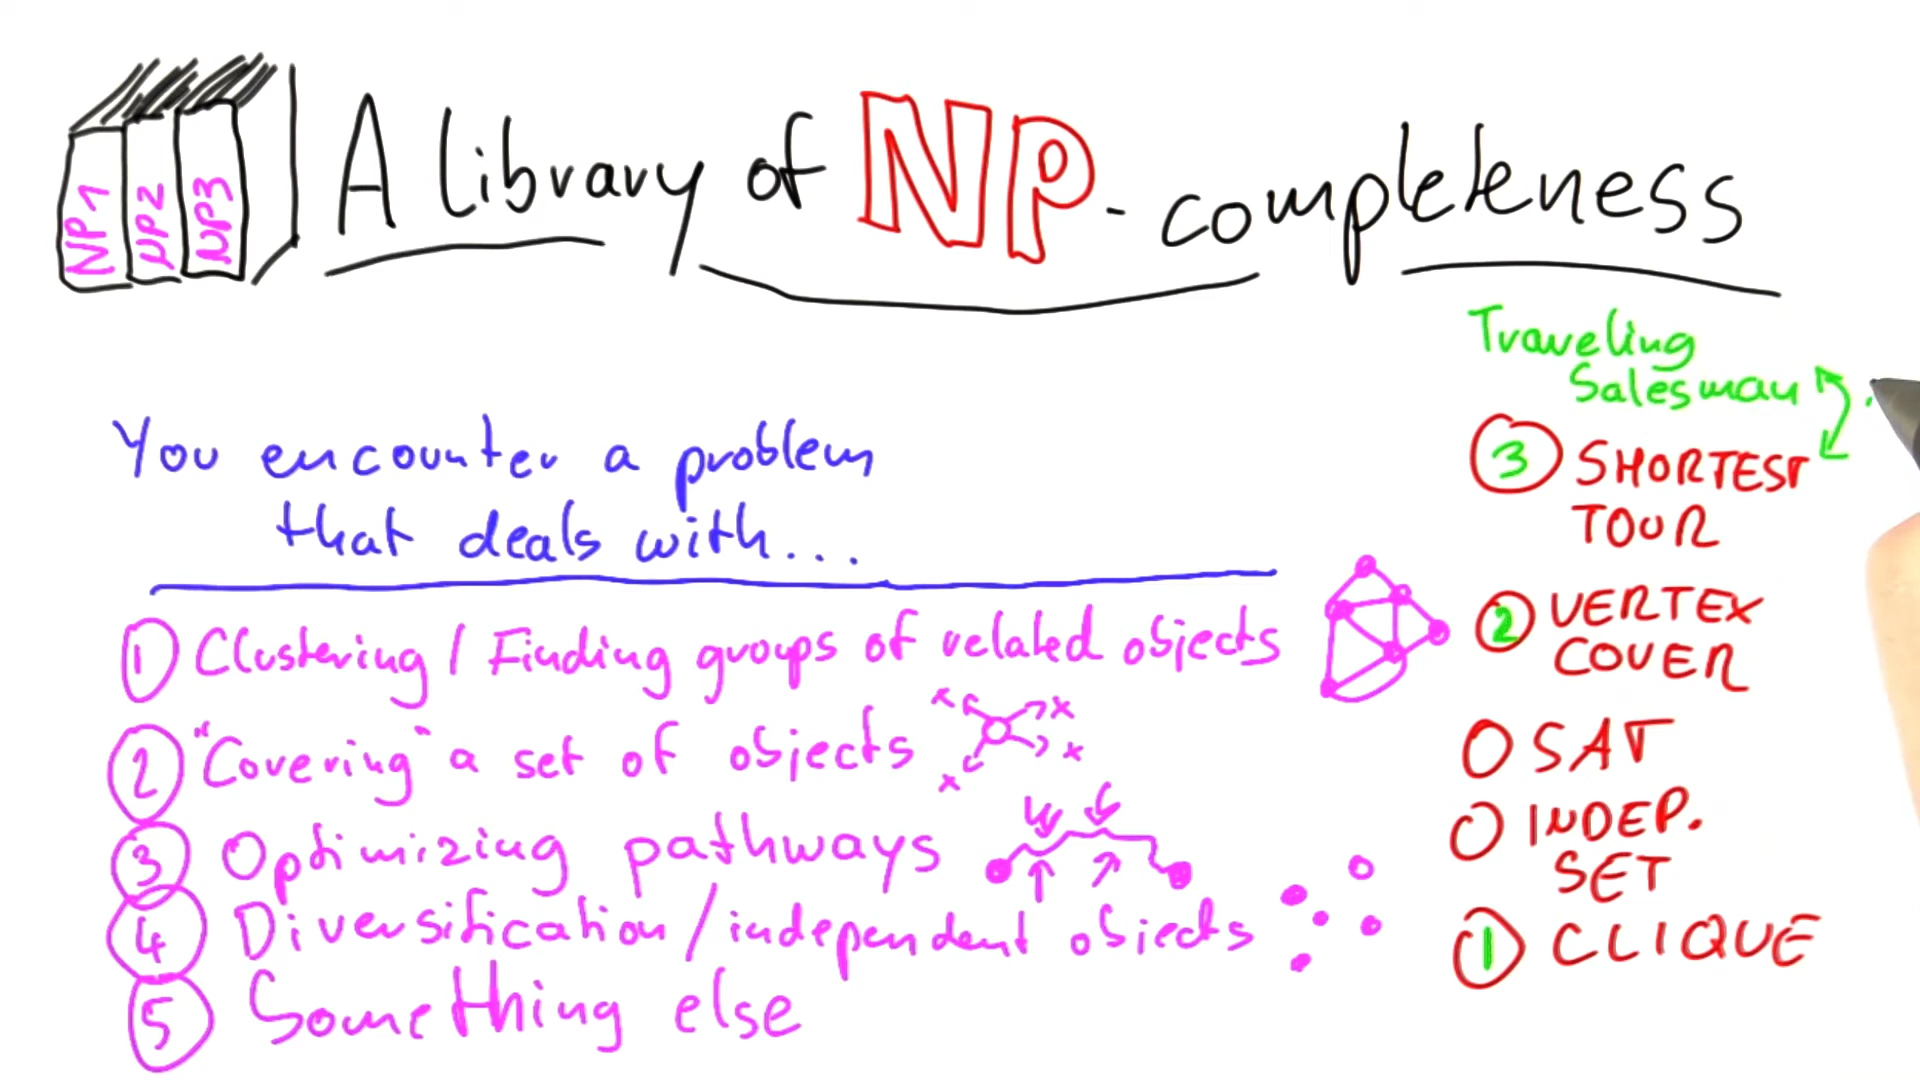 NP1
NP2
NP3
A library of NP-completeness
You encounter a problem
that deals with...
1 Clustering / Finding groups of related objects
2 "Covering" a set of objects
3 Optimizing pathways
4 Diversification / independent objects
5 Something else
x x
x x
Traveling
Salesman
3 SHORTEST
TOUR
2 VERTEX
COVER
SAT
INDEP.
SET
1 CLIQUE